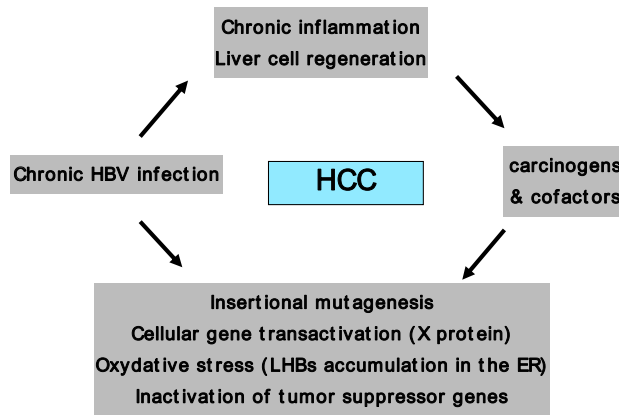 Chronic inflammation
Liver cell regeneration
Chronic HBV infection
HCC
carcinogens
& cofactors
Insertional mutagenesis
Cellular gene transactivation (X protein)
Oxydative stress (LHBs accumulation in the ER)
Inactivation of tumor suppressor genes